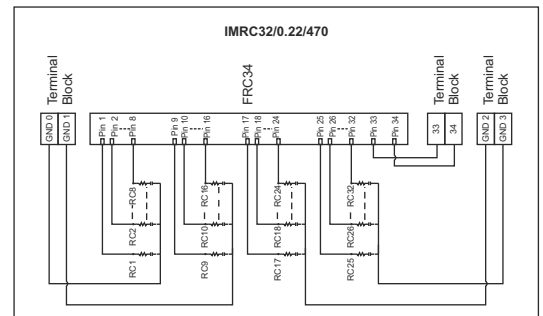 IMRC32/0.22/470
Terminal
Block
GND 0
GND 1
FRC34
Pin 1
Pin 2
Pin 8
Pin 9
Pin 10
Pin 16
Pin 17
Pin 18
Pin 24
Pin 25
Pin 26
Pin 32
Pin 33
Pin 34
Terminal
Block
33
34
Terminal
Block
GND 2
GND 3
RC8
RC2
RC1
RC16
RC10
RC9
RC24
RC18
RC17
RC32
RC26
RC25